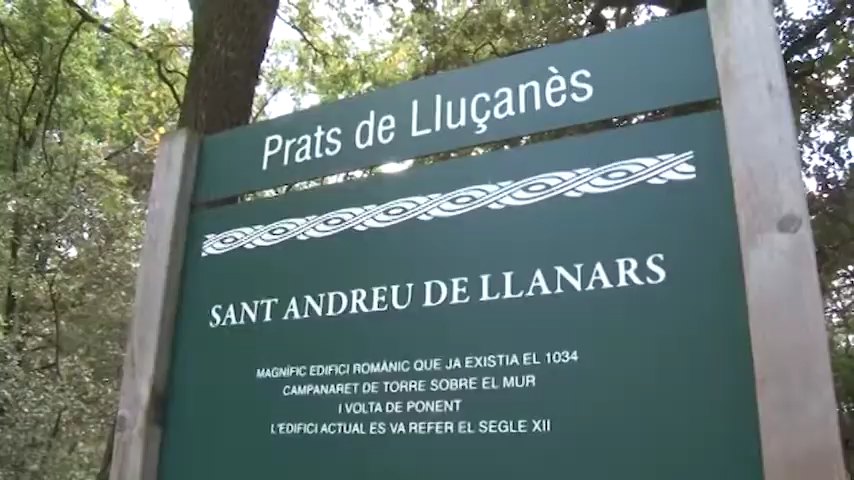 Prats de Lluçanès
SANT ANDREU DE LLANARS
MAGNÍFIC EDIFICI ROMÀNIC QUE JA EXISTIA EL 1034
CAMPANARET DE TORRE SOBRE EL MUR
I VOLTA DE PONENT
L'EDIFICI ACTUAL ES VA REFER EL SEGLE XII